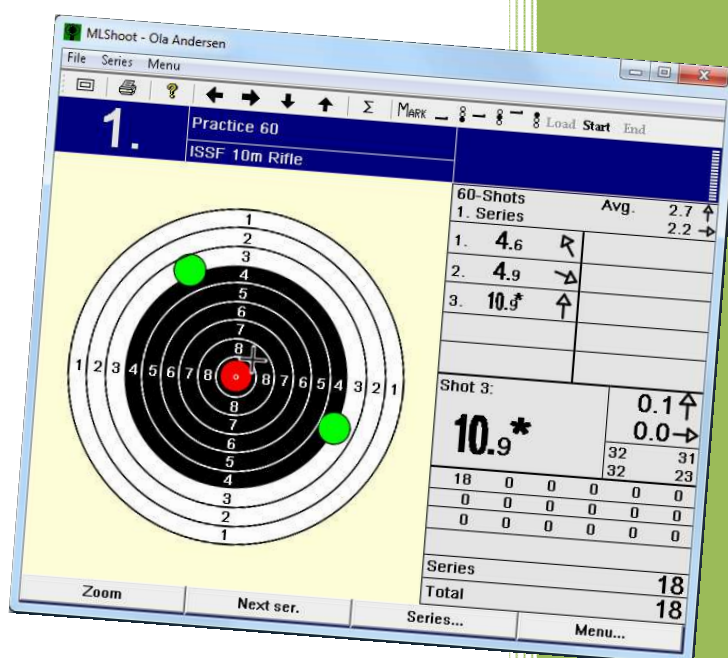 MLShoot - Ola Andersen
File Series Menu
Σ MARK Load Start End
1. Practice 60
ISSF 10m Rifle
60-Shots Avg. 2.7
1. Series 2.2
1. 4.6
2. 4.9
3. 10.9*
1
2
3
4
5
6
7
8
1 2 3 4 5 6 7 8 8 7 6 5 4 3 2 1
8
7
6
5
4
3
2
1
Shot 3:
10.9*
0.1
0.0
32 31
32 23
18 0 0 0 0 0
0 0 0 0 0 0
0 0 0 0 0 0
Series 18
Total 18
Zoom Next ser. Series... Menu...